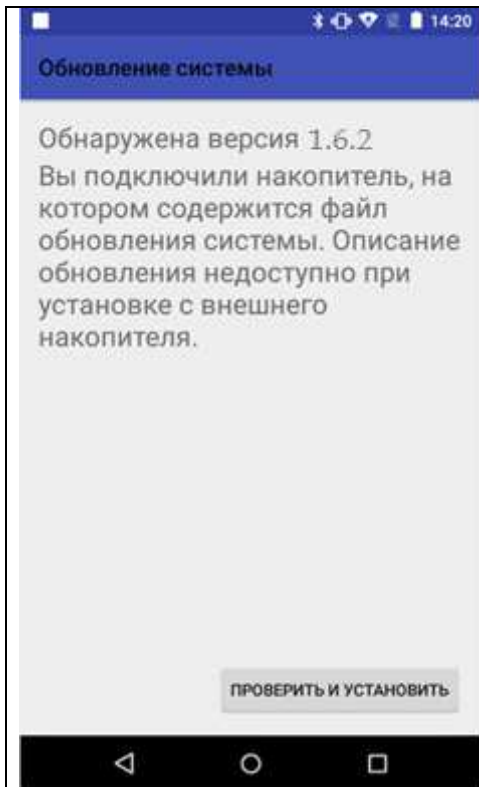 14:20
Обновление системы
Обнаружена версия 1.6.2
Вы подключили накопитель, на
котором содержится файл
обновления системы. Описание
обновления недоступно при
установке с внешнего
накопителя.
ПРОВЕРИТЬ И УСТАНОВИТЬ